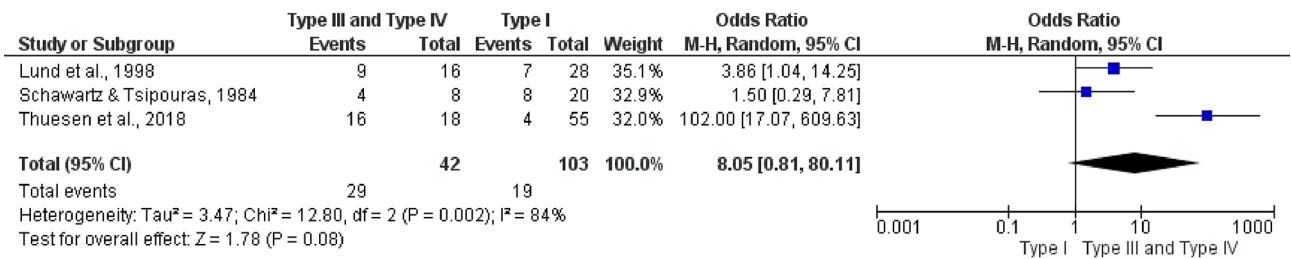 Type III and Type IV Type I Odds Ratio Odds Ratio
Study or Subgroup Events Total Events Total Weight M-H, Random, 95% CI M-H, Random, 95% CI
Lund et al., 1998 9 16 7 28 35.1% 3.86 [1.04, 14.25]
Schawartz & Tsipouras, 1984 4 8 8 20 32.9% 1.50 [0.29, 7.81]
Thuesen et al., 2018 16 18 4 55 32.0% 102.00 [17.07, 609.63]
Total (95% CI) 42 103 100.0% 8.05 [0.81, 80.11]
Total events 29 19
Heterogeneity: Tau² = 3.47; Chi² = 12.80, df = 2 (P = 0.002); I² = 84%
Test for overall effect: Z = 1.78 (P = 0.08)
0.001 0.1 1 10 1000
Type I Type III and Type IV